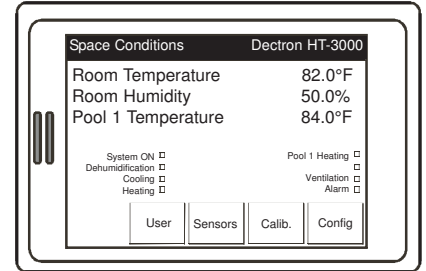 Space Conditions Dectron HT-3000
Room Temperature 82.0°F
Room Humidity 50.0%
Pool 1 Temperature 84.0°F
System ON Pool 1 Heating
Dehumidification
Cooling Ventilation
Heating Alarm
User Sensors Calib. Config